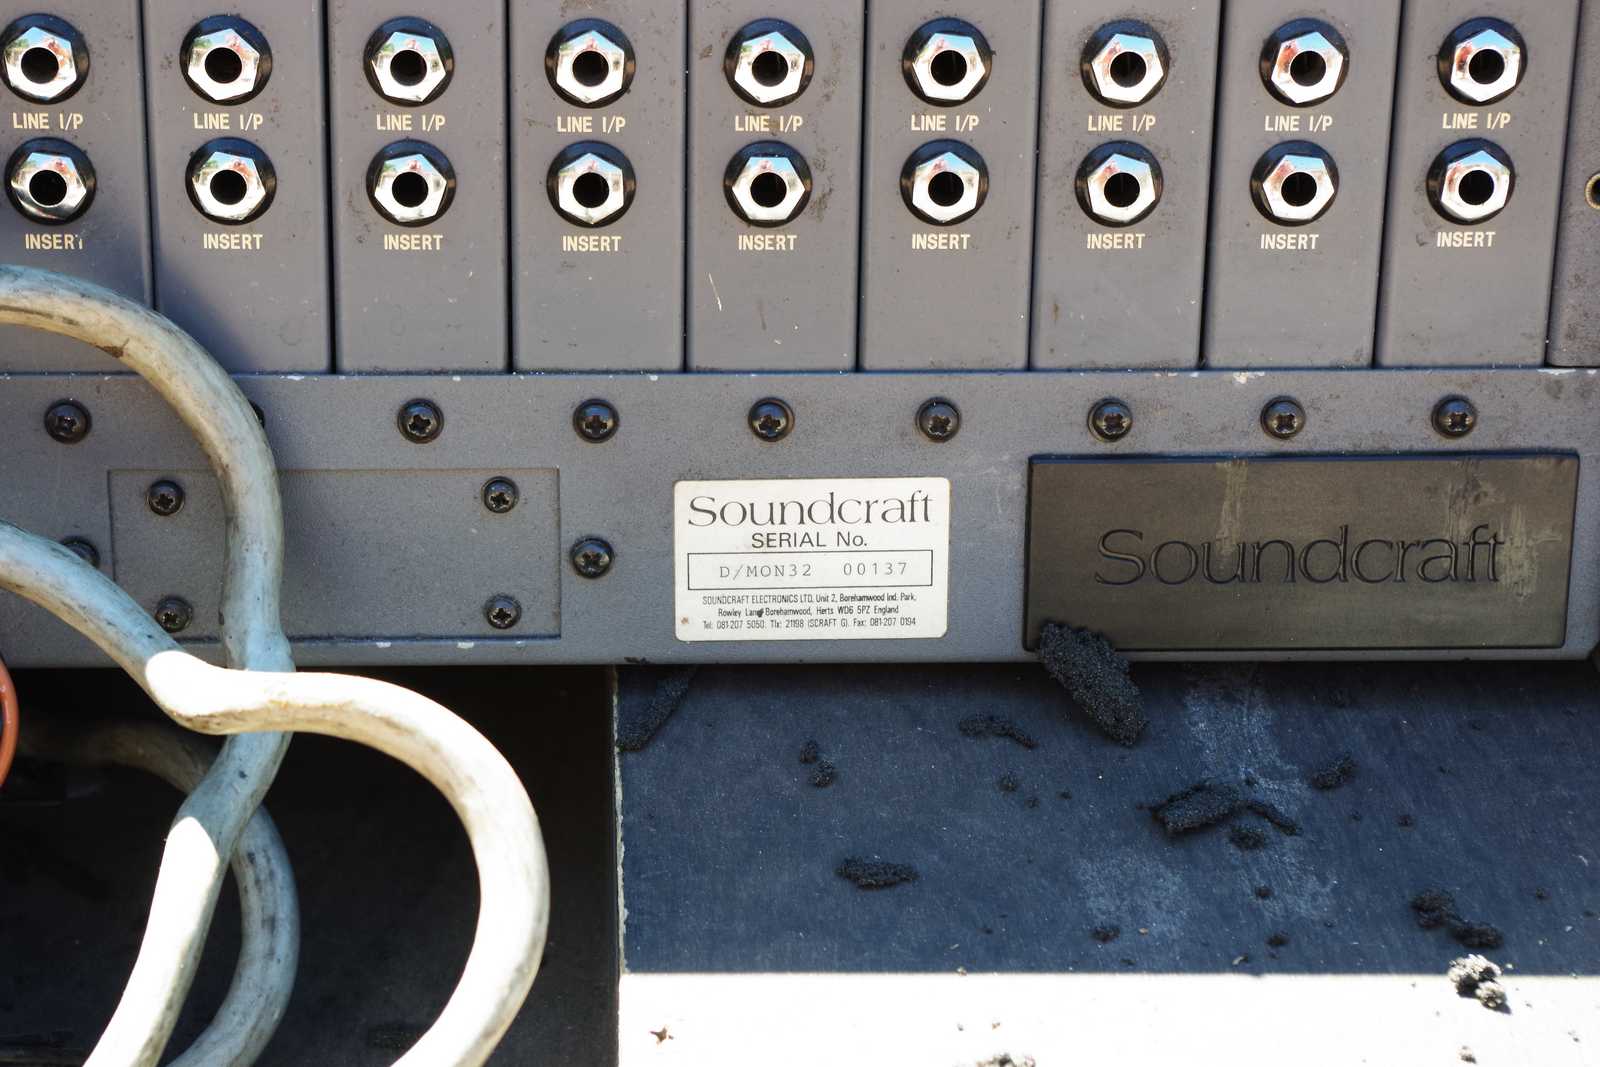 LINE I/P LINE I/P LINE I/P LINE I/P LINE I/P LINE I/P LINE I/P LINE I/P LINE I/P
INSERT INSERT INSERT INSERT INSERT INSERT INSERT INSERT INSERT
Soundcraft
SERIAL No.
D/MON32 00137
SOUNDCRAFT ELECTRONICS LTD, Unit 2, Borehamwood Ind. Park,
Rowley Lane Borehamwood, Herts WD6 5PZ England
Tel: 081-207 5050. Tlx: 21198 (SCRAFT G). Fax: 081-207 0194
Soundcraft